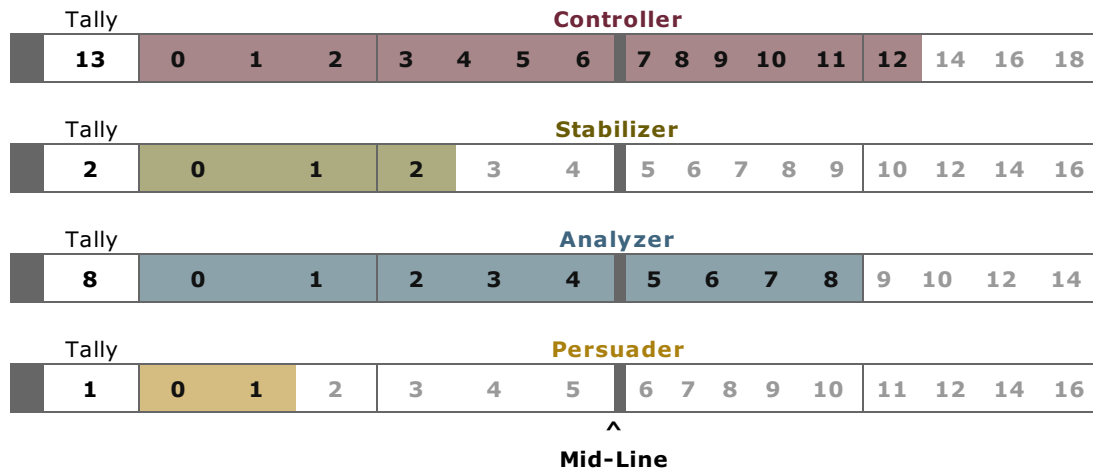 Tally Controller
13 0 1 2 3 4 5 6 7 8 9 10 11 12 14 16 18
Tally Stabilizer
2 0 1 2 3 4 5 6 7 8 9 10 12 14 16
Tally Analyzer
8 0 1 2 3 4 5 6 7 8 9 10 12 14
Tally Persuader
1 0 1 2 3 4 5 6 7 8 9 10 11 12 14 16
^
Mid-Line